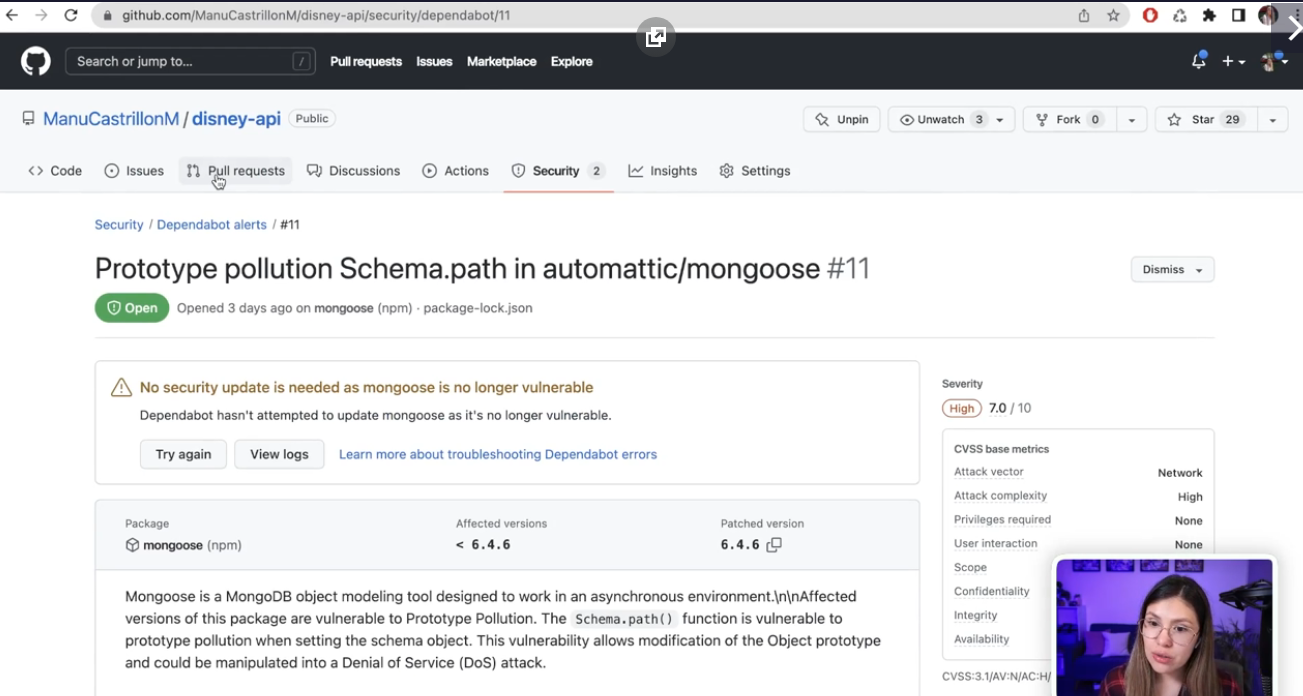 github.com/ManuCastrillonM/disney-api/security/dependabot/11
Search or jump to... /
Pull requests Issues Marketplace Explore
ManuCastrillonM / disney-api Public
Unpin Unwatch 3 Fork 0 Star 29
Code Issues Pull requests Discussions Actions Security 2 Insights Settings
Security / Dependabot alerts / #11
Prototype pollution Schema.path in automattic/mongoose #11
Dismiss
Open Opened 3 days ago on mongoose (npm) · package-lock.json
No security update is needed as mongoose is no longer vulnerable
Dependabot hasn't attempted to update mongoose as it's no longer vulnerable.
Try again View logs Learn more about troubleshooting Dependabot errors
Package Affected versions Patched version
mongoose (npm) < 6.4.6 6.4.6
Mongoose is a MongoDB object modeling tool designed to work in an asynchronous environment.\n\nAffected
versions of this package are vulnerable to Prototype Pollution. The Schema.path() function is vulnerable to
prototype pollution when setting the schema object. This vulnerability allows modification of the Object prototype
and could be manipulated into a Denial of Service (DoS) attack.
Severity
High 7.0 / 10
CVSS base metrics
Attack vector Network
Attack complexity High
Privileges required None
User interaction None
Scope
Confidentiality
Integrity
Availability
CVSS:3.1/AV:N/AC:H/